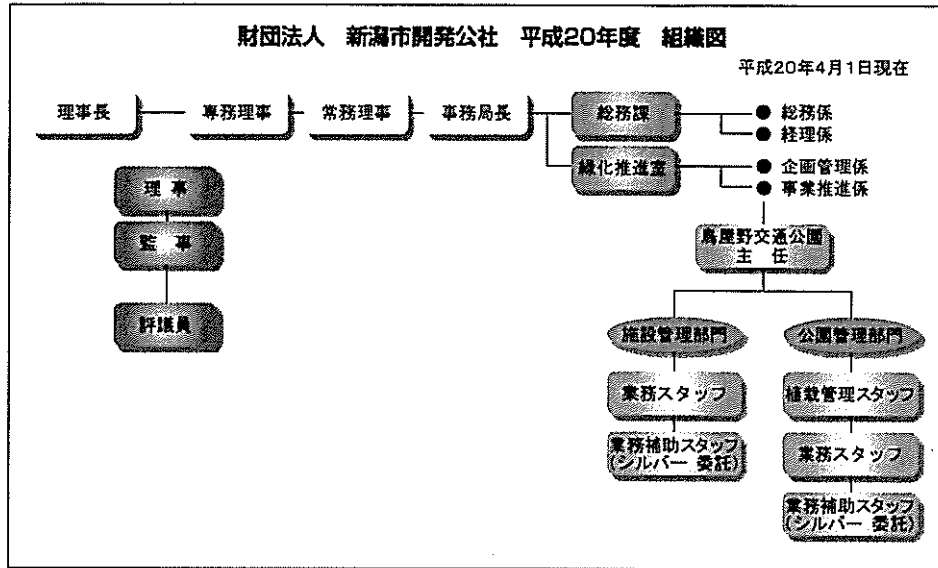 財団法人 新潟市開発公社 平成20年度 組織図
平成20年4月1日現在
理事長
専務理事
常務理事
事務局長
総務課
● 総務係
● 経理係
緑化推進室
● 企画管理係
● 事業推進係
理 事
監 事
評議員
鳥屋野交通公園
主 任
施設管理部門
公園管理部門
業務スタッフ
植栽管理スタッフ
業務補助スタッフ
(シルバー 委託)
業務スタッフ
業務補助スタッフ
(シルバー 委託)